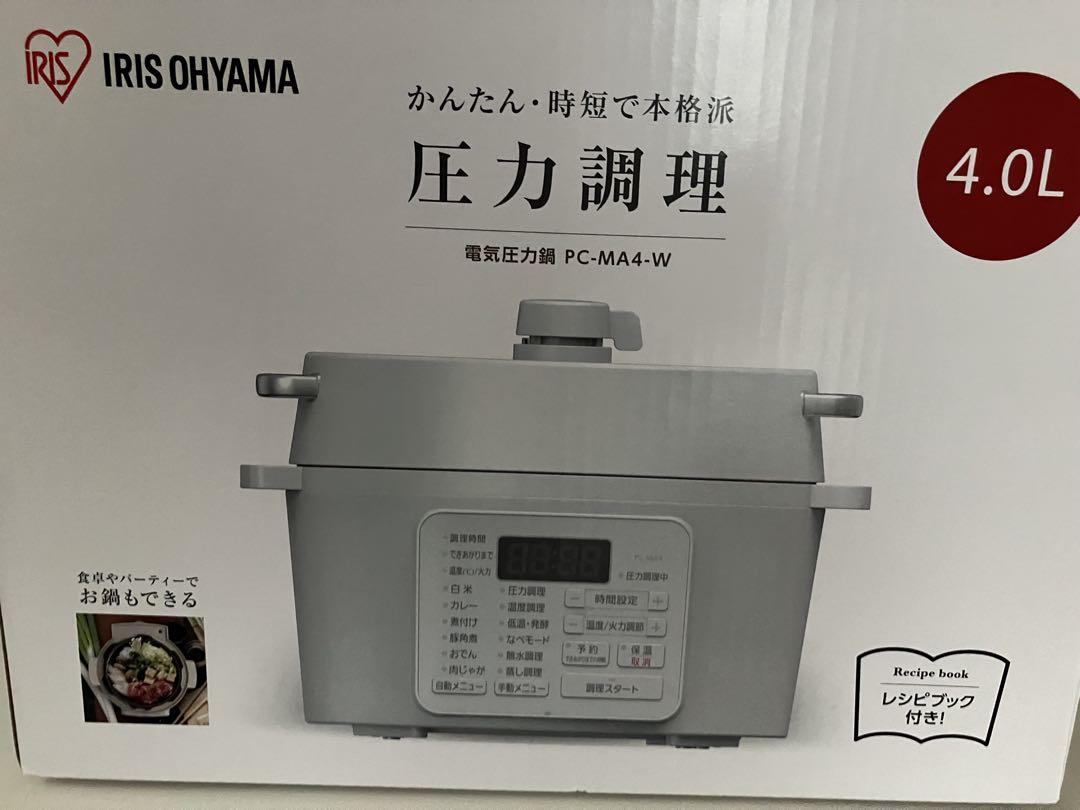 IRIS
IRIS OHYAMA
かんたん・時短で本格派
圧力調理
電気圧力鍋 PC-MA4-W
4.0L
調理時間
できあがりまで
温度(℃)/火力
PC-MA4
圧力調理中
白米
カレー
煮付け
豚角煮
おでん
肉じゃが
自動メニュー
圧力調理
温度調理
低温・発酵
なべモード
無水調理
蒸し調理
手動メニュー
− 時間設定 +
− 温度/火力調節 +
予約
保温
取消
調理スタート
食卓やパーティーで
お鍋もできる
Recipe book
レシピブック
付き!